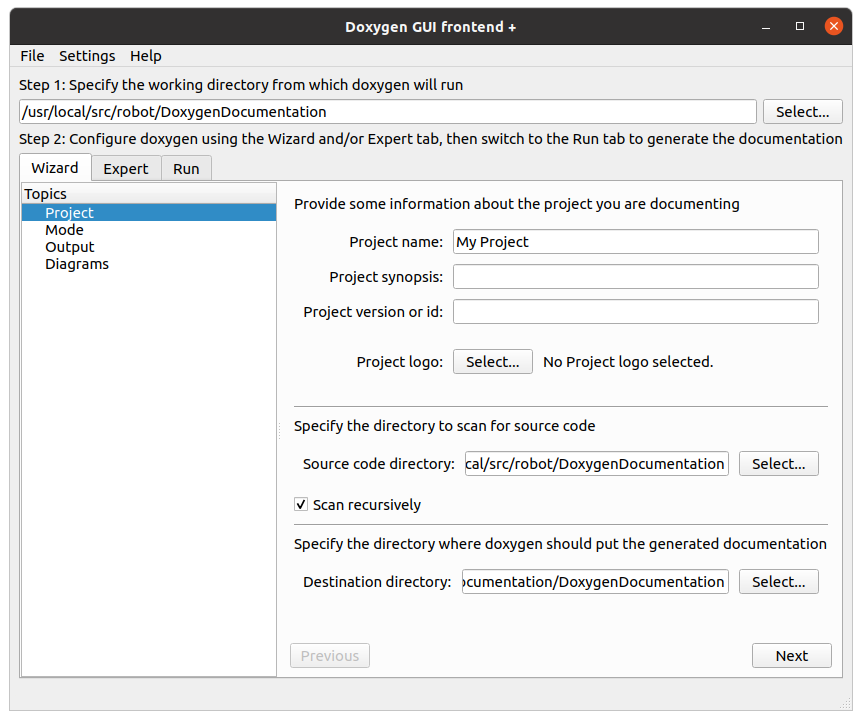 Doxygen GUI frontend +
File Settings Help
Step 1: Specify the working directory from which doxygen will run
/usr/local/src/robot/DoxygenDocumentation Select...
Step 2: Configure doxygen using the Wizard and/or Expert tab, then switch to the Run tab to generate the documentation
Wizard Expert Run
Topics
Project
Mode
Output
Diagrams
Provide some information about the project you are documenting
Project name: My Project
Project synopsis:
Project version or id:
Project logo: Select... No Project logo selected.
Specify the directory to scan for source code
Source code directory: cal/src/robot/DoxygenDocumentation Select...
Scan recursively
Specify the directory where doxygen should put the generated documentation
Destination directory: ocumentation/DoxygenDocumentation Select...
Previous Next